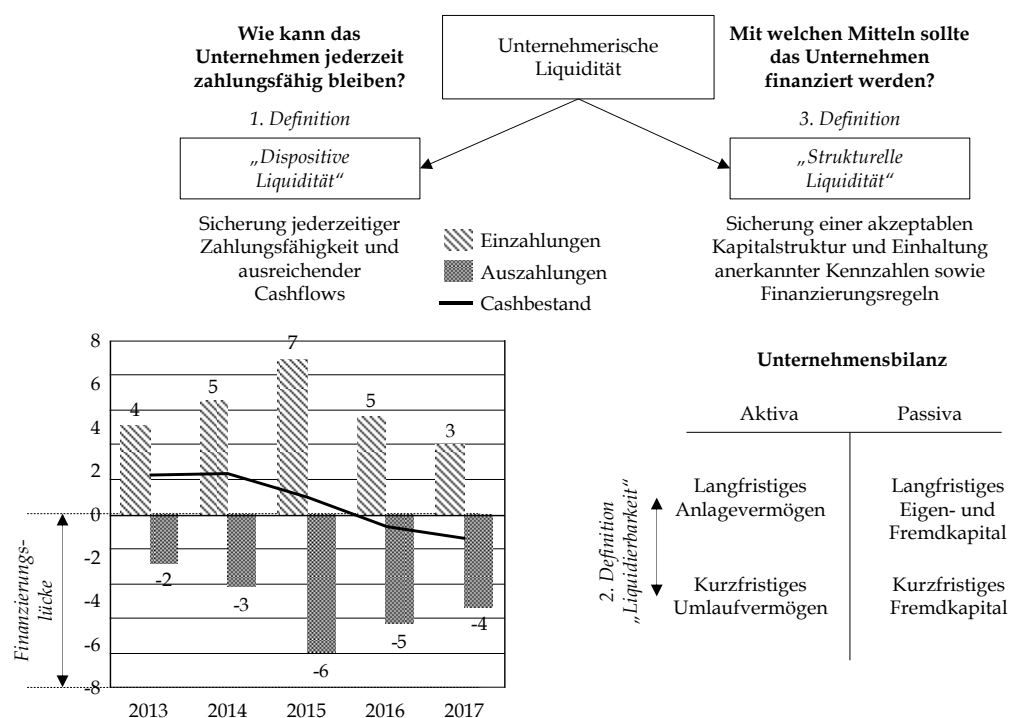 Wie kann das
Unternehmen jederzeit
zahlungsfähig bleiben?
Unternehmerische
Liquidität
Mit welchen Mitteln sollte
das Unternehmen
finanziert werden?
1. Definition
3. Definition
„Dispositive
Liquidität“
„Strukturelle
Liquidität“
Sicherung jederzeitiger
Zahlungsfähigkeit und
ausreichender
Cashflows
Einzahlungen
Auszahlungen
Cashbestand
Sicherung einer akzeptablen
Kapitalstruktur und Einhaltung
anerkannter Kennzahlen sowie
Finanzierungsregeln
8
6
4
2
0
-2
-4
-6
-8
4
5
7
5
3
-2
-3
-6
-5
-4
2013 2014 2015 2016 2017
Finanzierungs-
lücke
Unternehmensbilanz
Aktiva
Passiva
2. Definition
„Liquidierbarkeit“
Langfristiges
Anlagevermögen
Langfristiges
Eigen- und
Fremdkapital
Kurzfristiges
Umlaufvermögen
Kurzfristiges
Fremdkapital